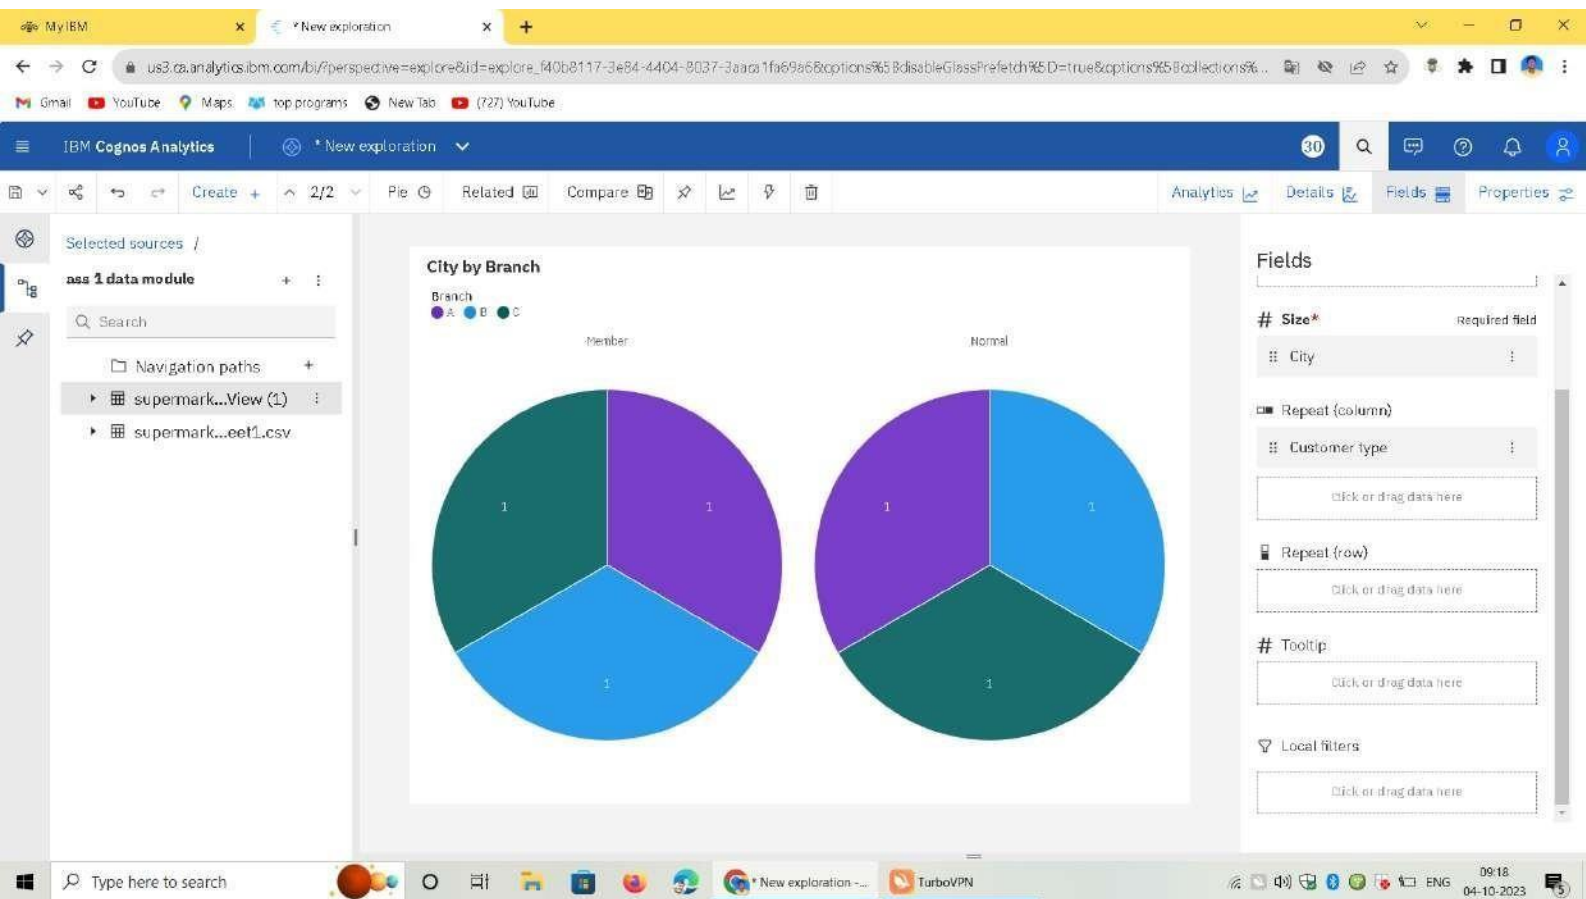 My IBM
* New exploration
us3.ca.analytics.ibm.com/bi/?perspective=explore&id=explore_f40b8117-3e84-4404-8037-3aaca1fa69a6&options%5BdisableGlassPrefetch%5D=true&options%5Bcollections%...
Gmail YouTube Maps top programs New Tab (727) YouTube
IBM Cognos Analytics * New exploration 30
Create + 2/2 Pie Related Compare Analytics Details Fields Properties
Selected sources /
ass 1 data module
Search
Navigation paths
supermark...View (1)
supermark...eet1.csv
City by Branch
Branch
A B C
Member Normal
1 1 1 1
1 1
Fields
# Size* Required field
City
Repeat (column)
Customer type
Click or drag data here
Repeat (row)
Click or drag data here
# Tooltip
Click or drag data here
Local filters
Click or drag data here
Type here to search
* New exploration -...
TurboVPN
ENG
09:18
04-10-2023
5